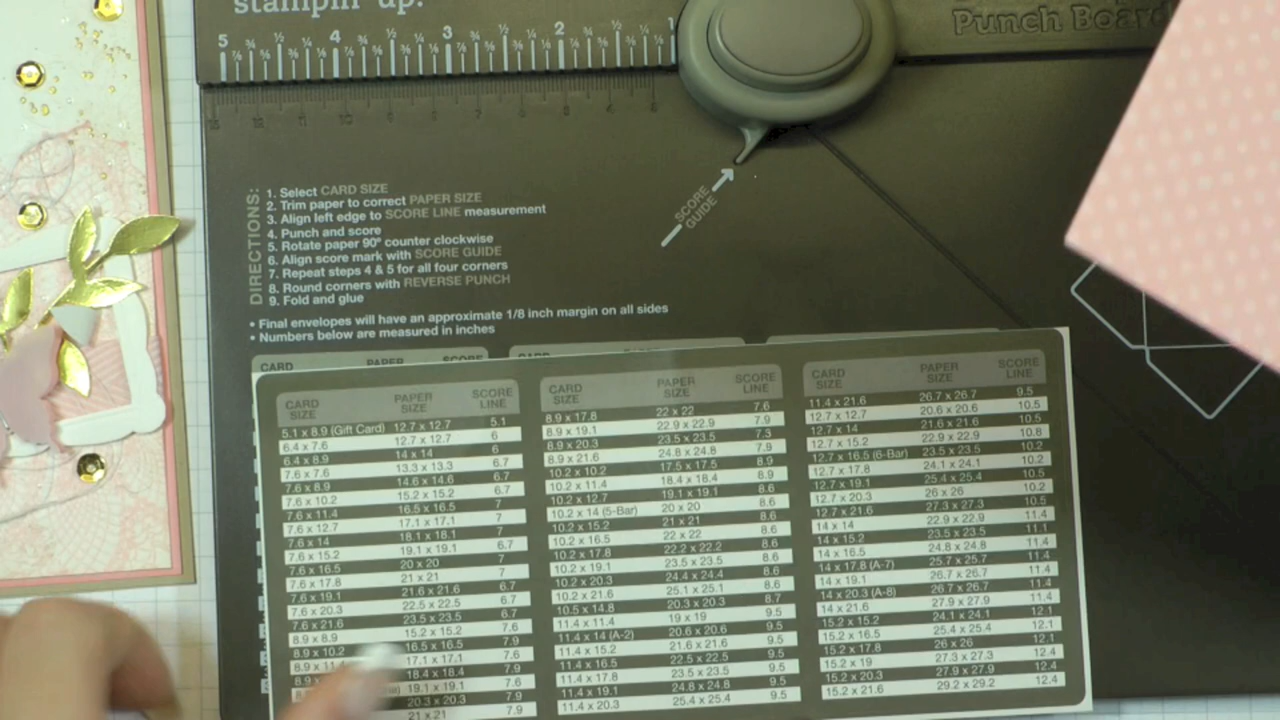 stampin' up!
Punch Board
5 4 3 2 1
SCORE
GUIDE
DIRECTIONS:
1. Select CARD SIZE
2. Trim paper to correct PAPER SIZE
3. Align left edge to SCORE LINE measurement
4. Punch and score
5. Rotate paper 90° counter clockwise
6. Align score mark with SCORE GUIDE
7. Repeat steps 4 & 5 for all four corners
8. Round corners with REVERSE PUNCH
9. Fold and glue
• Final envelopes will have an approximate 1/8 inch margin on all sides
• Numbers below are measured in inches
CARD PAPER SCORE
CARD SIZE PAPER SIZE SCORE LINE
5.1 x 8.9 (Gift Card) 12.7 x 12.7 5.1
6.4 x 7.6 12.7 x 12.7 6
6.4 x 8.9 14 x 14 6
7.6 x 7.6 13.3 x 13.3 6.7
7.6 x 8.9 14.6 x 14.6 6.7
7.6 x 10.2 15.2 x 15.2 6.7
7.6 x 11.4 16.5 x 16.5 7
7.6 x 12.7 17.1 x 17.1 7
7.6 x 14 18.1 x 18.1 7
7.6 x 15.2 19.1 x 19.1 6.7
7.6 x 16.5 20 x 20 7
7.6 x 17.8 21 x 21 7
7.6 x 19.1 21.6 x 21.6 6.7
7.6 x 20.3 22.5 x 22.5 6.7
7.6 x 21.6 23.5 x 23.5 6.7
8.9 x 8.9 15.2 x 15.2 7.6
8.9 x 10.2 16.5 x 16.5 7.9
8.9 x 11.4 17.1 x 17.1 7.6
8.9 18.4 x 18.4 7.9
19.1 x 19.1 7.6
20.3 x 20.3 7.9
21 x 21 7.9
CARD SIZE PAPER SIZE SCORE LINE
8.9 x 17.8 22 x 22 7.6
8.9 x 19.1 22.9 x 22.9 7.9
8.9 x 20.3 23.5 x 23.5 7.3
8.9 x 21.6 24.8 x 24.8 7.9
10.2 x 10.2 17.5 x 17.5 8.9
10.2 x 11.4 18.4 x 18.4 8.9
10.2 x 12.7 19.1 x 19.1 8.6
10.2 x 14 (5-Bar) 20 x 20 8.6
10.2 x 15.2 21 x 21 8.6
10.2 x 16.5 22 x 22 8.6
10.2 x 17.8 22.2 x 22.2 8.6
10.2 x 19.1 23.5 x 23.5 8.6
10.2 x 20.3 24.4 x 24.4 8.6
10.2 x 21.6 25.1 x 25.1 8.6
10.5 x 14.8 20.3 x 20.3 8.7
11.4 x 11.4 19 x 19 9.5
11.4 x 14 (A-2) 20.6 x 20.6 9.5
11.4 x 15.2 21.6 x 21.6 9.5
11.4 x 16.5 22.5 x 22.5 9.5
11.4 x 17.8 23.5 x 23.5 9.5
11.4 x 19.1 24.8 x 24.8 9.5
11.4 x 20.3 25.4 x 25.4 9.5
CARD SIZE PAPER SIZE SCORE LINE
11.4 x 21.6 26.7 x 26.7 9.5
12.7 x 12.7 20.6 x 20.6 10.5
12.7 x 14 21.6 x 21.6 10.5
12.7 x 15.2 22.9 x 22.9 10.8
12.7 x 16.5 (6-Bar) 23.5 x 23.5 10.2
12.7 x 17.8 24.1 x 24.1 10.2
12.7 x 19.1 25.4 x 25.4 10.5
12.7 x 20.3 26 x 26 10.2
12.7 x 21.6 27.3 x 27.3 10.5
14 x 14 22.9 x 22.9 11.4
14 x 15.2 23.5 x 23.5 11.1
14 x 16.5 24.8 x 24.8 11.4
14 x 17.8 (A-7) 25.7 x 25.7 11.4
14 x 19.1 26.7 x 26.7 11.4
14 x 20.3 (A-8) 26.7 x 26.7 11.4
14 x 21.6 27.9 x 27.9 11.4
15.2 x 15.2 24.1 x 24.1 12.1
15.2 x 16.5 25.4 x 25.4 12.1
15.2 x 17.8 26 x 26 12.1
15.2 x 19 27.3 x 27.3 12.4
15.2 x 20.3 27.9 x 27.9 12.4
15.2 x 21.6 29.2 x 29.2 12.4